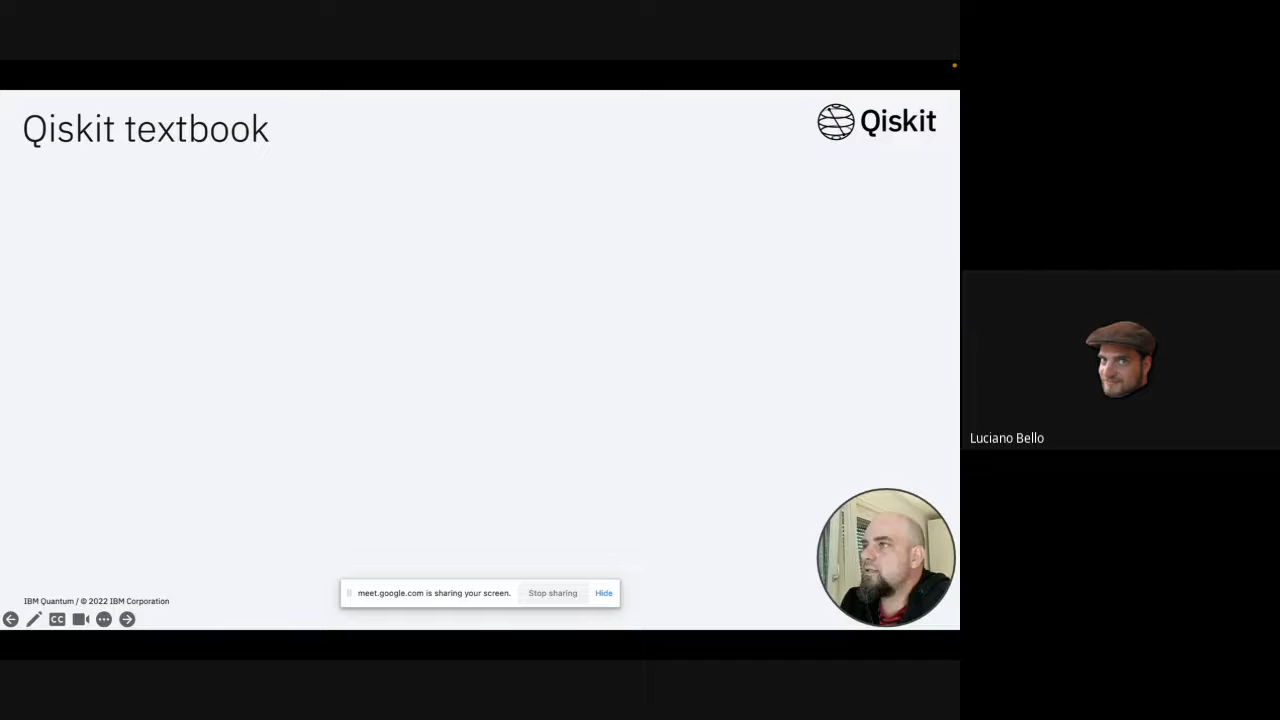 Qiskit textbook
Qiskit
Luciano Bello
meet.google.com is sharing your screen. Stop sharing Hide
IBM Quantum / © 2022 IBM Corporation
CC